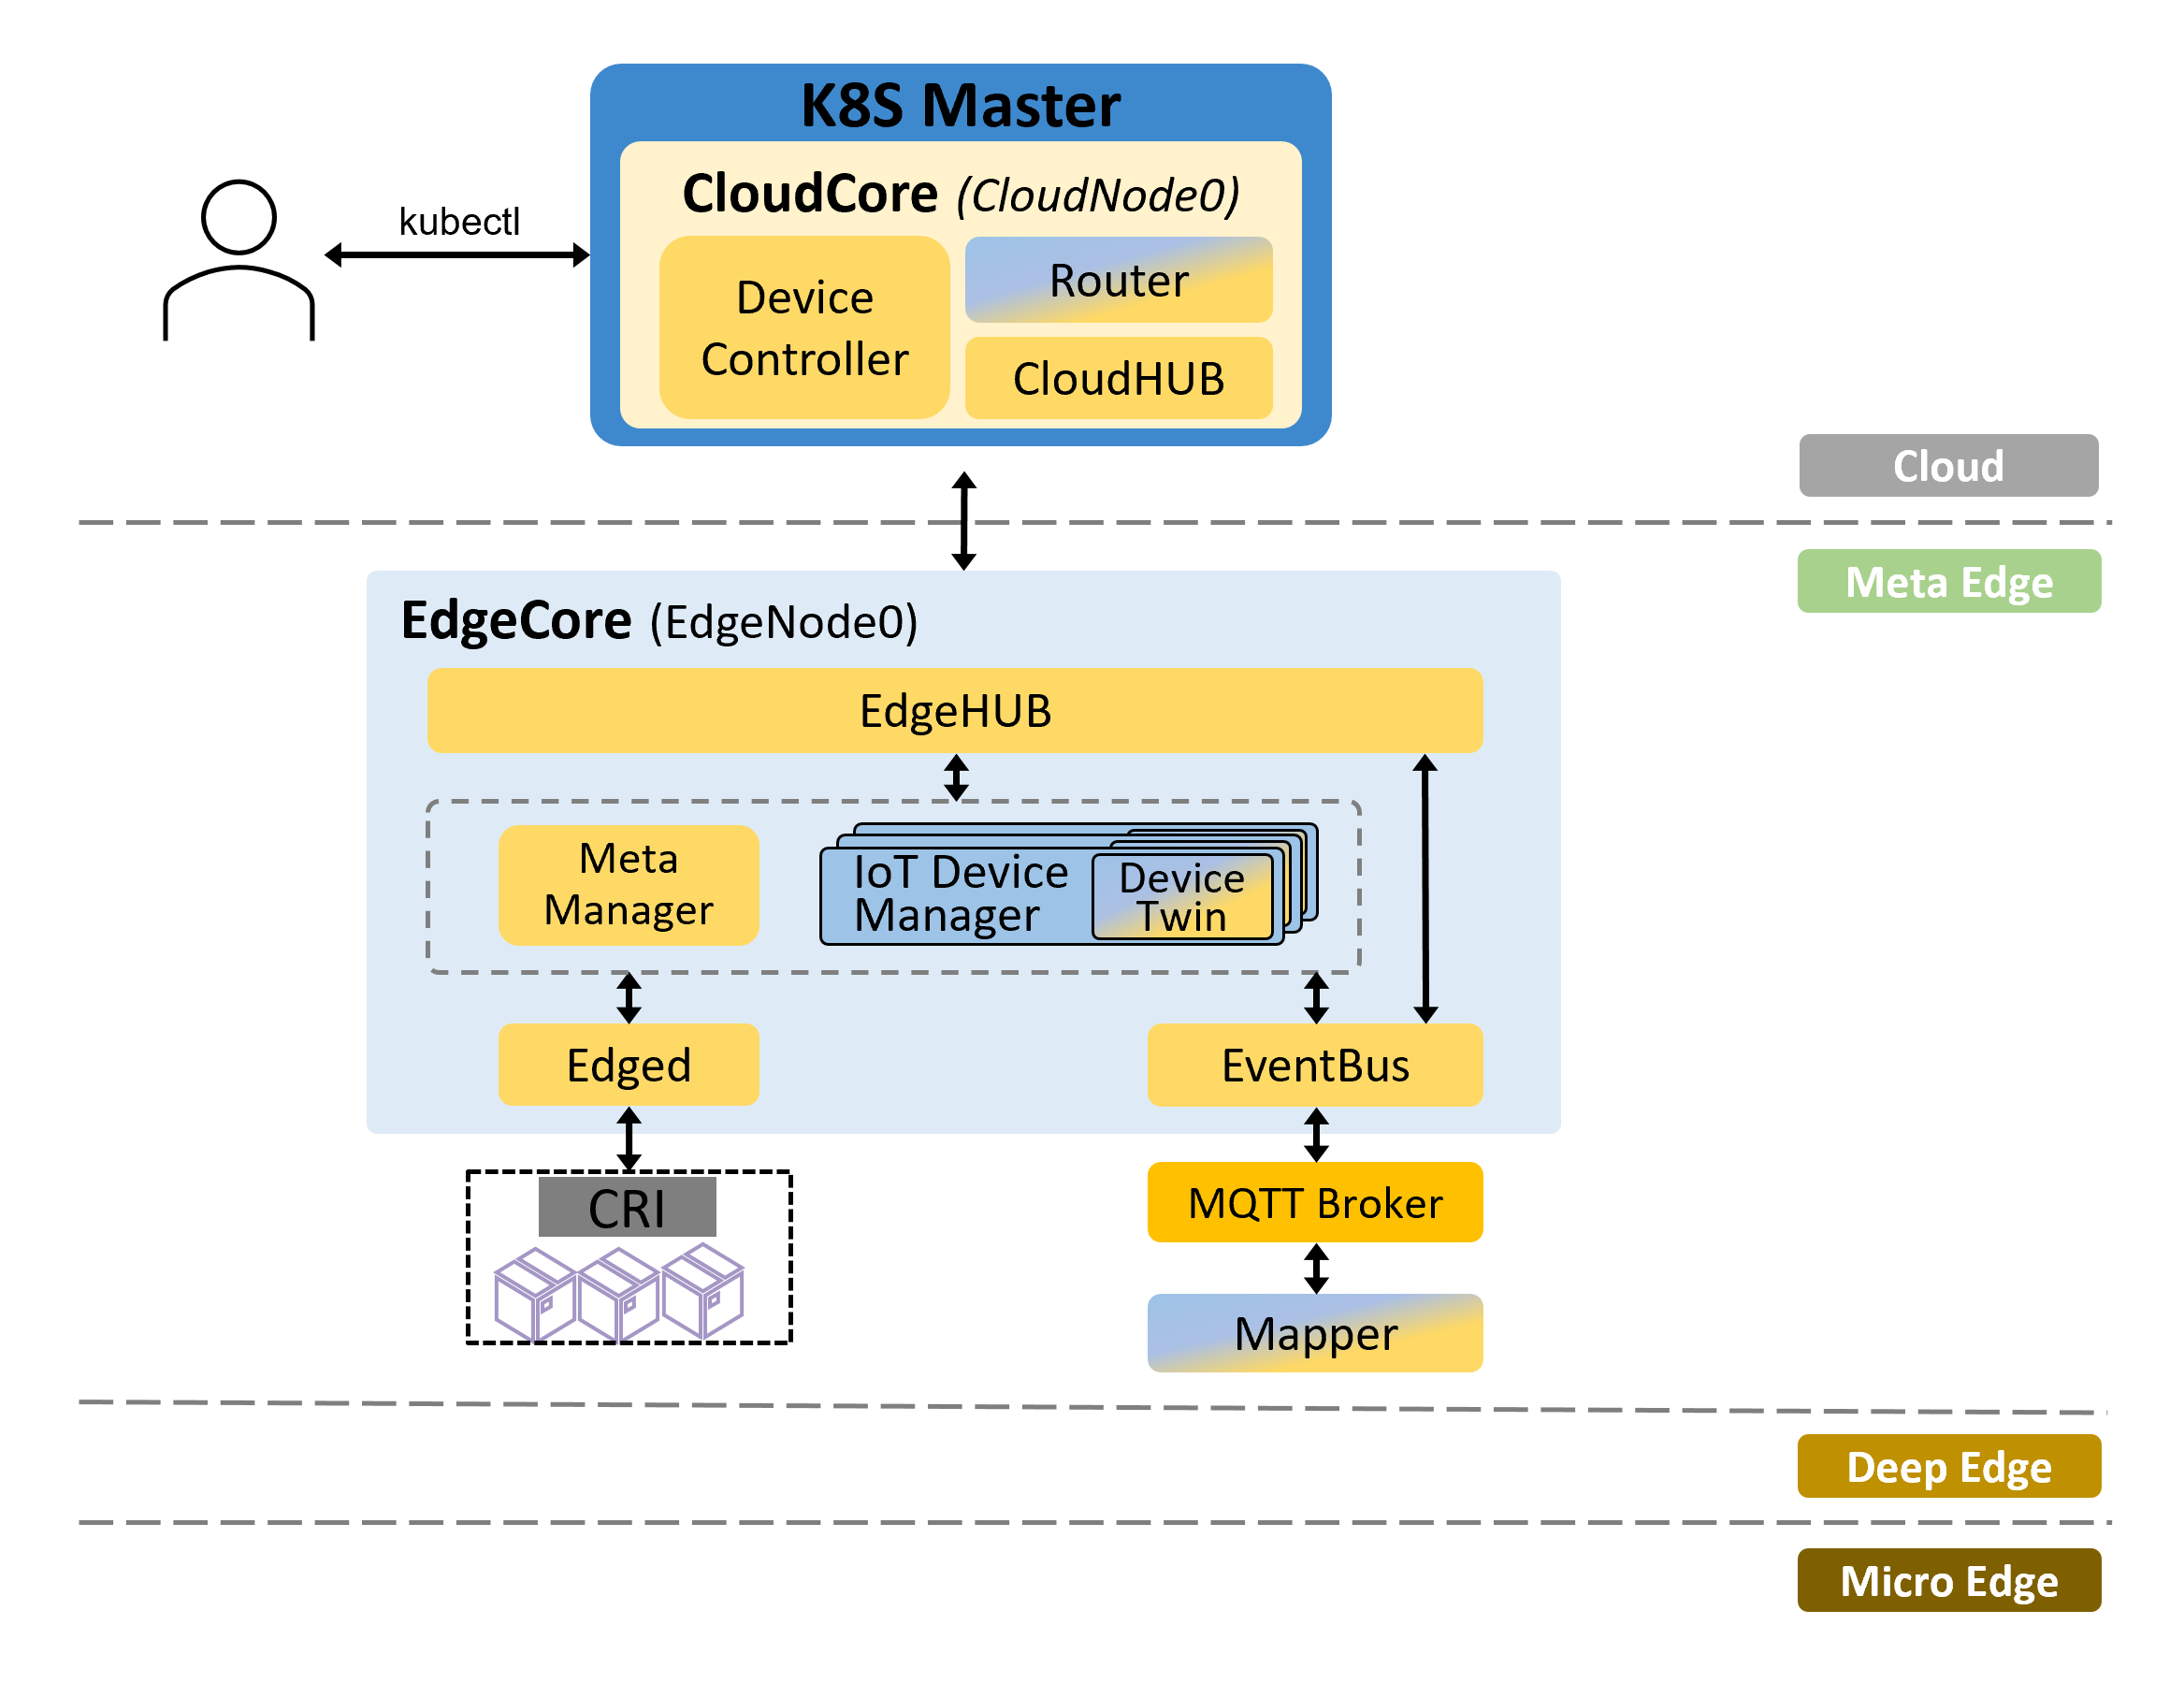 K8S Master
CloudCore (CloudNode0)
kubectl
Device
Controller
Router
CloudHUB
Cloud
Meta Edge
EdgeCore (EdgeNode0)
EdgeHUB
Meta
Manager
IoT Device
Manager
Device
Twin
Edged
EventBus
CRI
MQTT Broker
Mapper
Deep Edge
Micro Edge